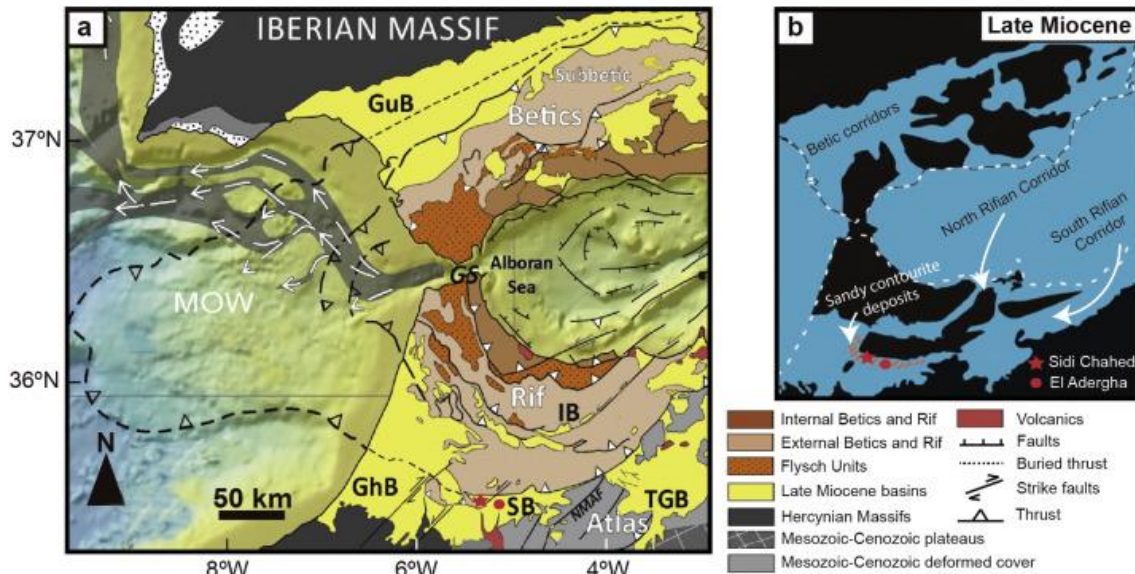 a
IBERIAN MASSIF
Subbetic
Betics
GuB
37ºN
GS
Alboran
Sea
MOW
36ºN
Rif
IB
N
50 km
GhB
SB
NMAF
Atlas
TGB
8ºW
6ºW
4ºW
b
Late Miocene
Betic corridors
North Rifian
Corridor
South Rifian
Corridor
Sandy contourite
deposits
Sidi Chahed
El Adergha
Internal Betics and Rif
External Betics and Rif
Flysch Units
Late Miocene basins
Hercynian Massifs
Mesozoic-Cenozoic plateaus
Mesozoic-Cenozoic deformed cover
Volcanics
Faults
Buried thrust
Strike faults
Thrust